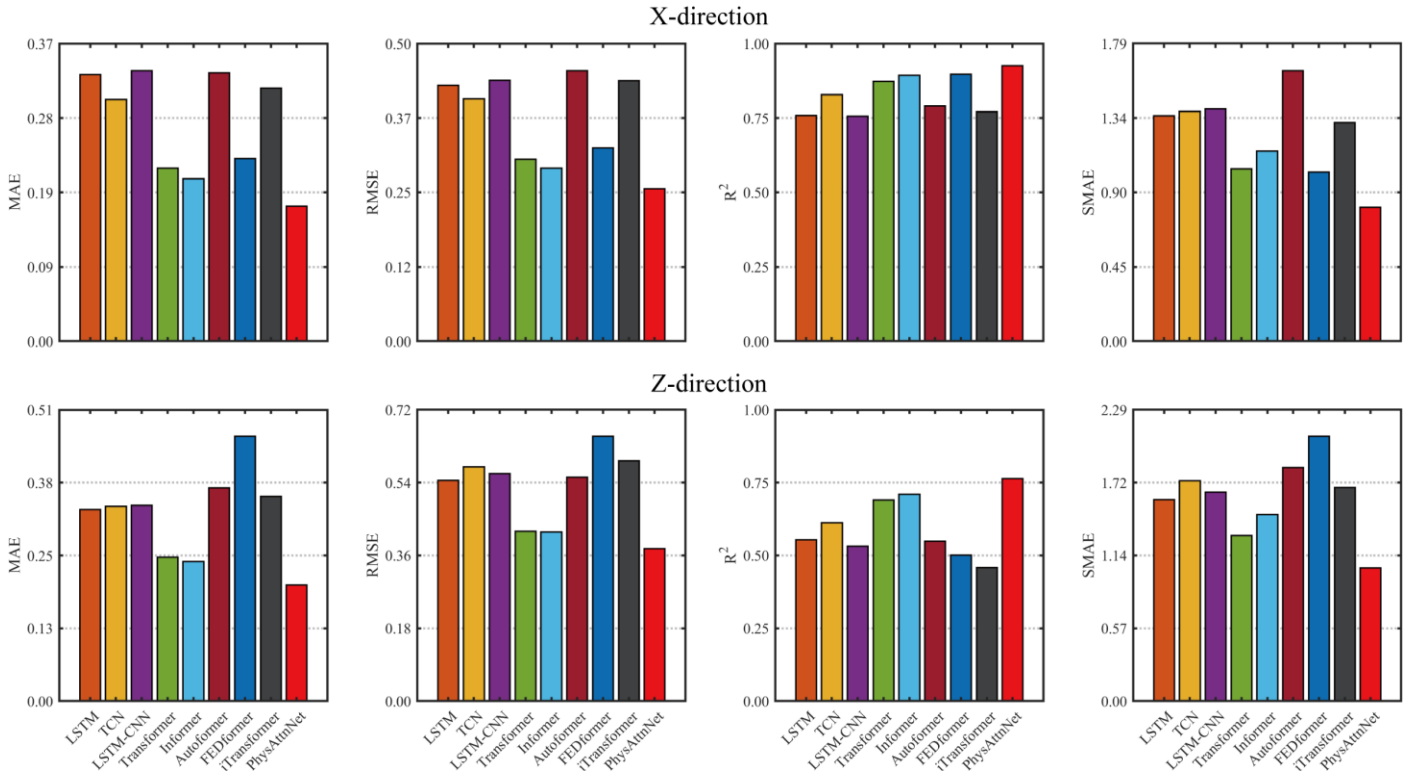 X-direction
MAE
0.37
0.28
0.19
0.09
0.00
RMSE
0.50
0.37
0.25
0.12
0.00
R²
1.00
0.75
0.50
0.25
0.00
SMAE
1.79
1.34
0.90
0.45
0.00
Z-direction
MAE
0.51
0.38
0.25
0.13
0.00
LSTM
TCN
LSTM-CNN
Transformer
Informer
Autoformer
FEDformer
iTransformer
PhysAttnNet
RMSE
0.72
0.54
0.36
0.18
0.00
LSTM
TCN
LSTM-CNN
Transformer
Informer
Autoformer
FEDformer
iTransformer
PhysAttnNet
R²
1.00
0.75
0.50
0.25
0.00
LSTM
TCN
LSTM-CNN
Transformer
Informer
Autoformer
FEDformer
iTransformer
PhysAttnNet
SMAE
2.29
1.72
1.14
0.57
0.00
LSTM
TCN
LSTM-CNN
Transformer
Informer
Autoformer
FEDformer
iTransformer
PhysAttnNet